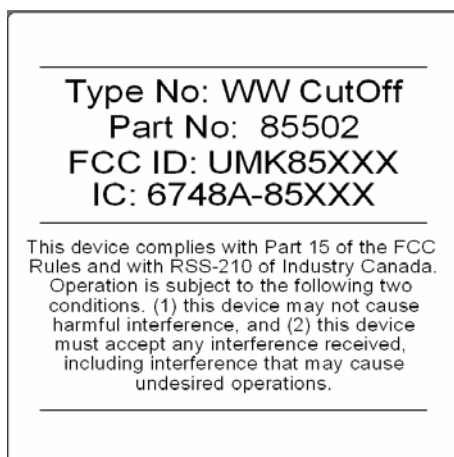 Type No: WW CutOff
Part No: 85502
FCC ID: UMK85XXX
IC: 6748A-85XXX
This device complies with Part 15 of the FCC
Rules and with RSS-210 of Industry Canada.
Operation is subject to the following two
conditions. (1) this device may not cause
harmful interference, and (2) this device
must accept any interference received,
including interference that may cause
undesired operations.